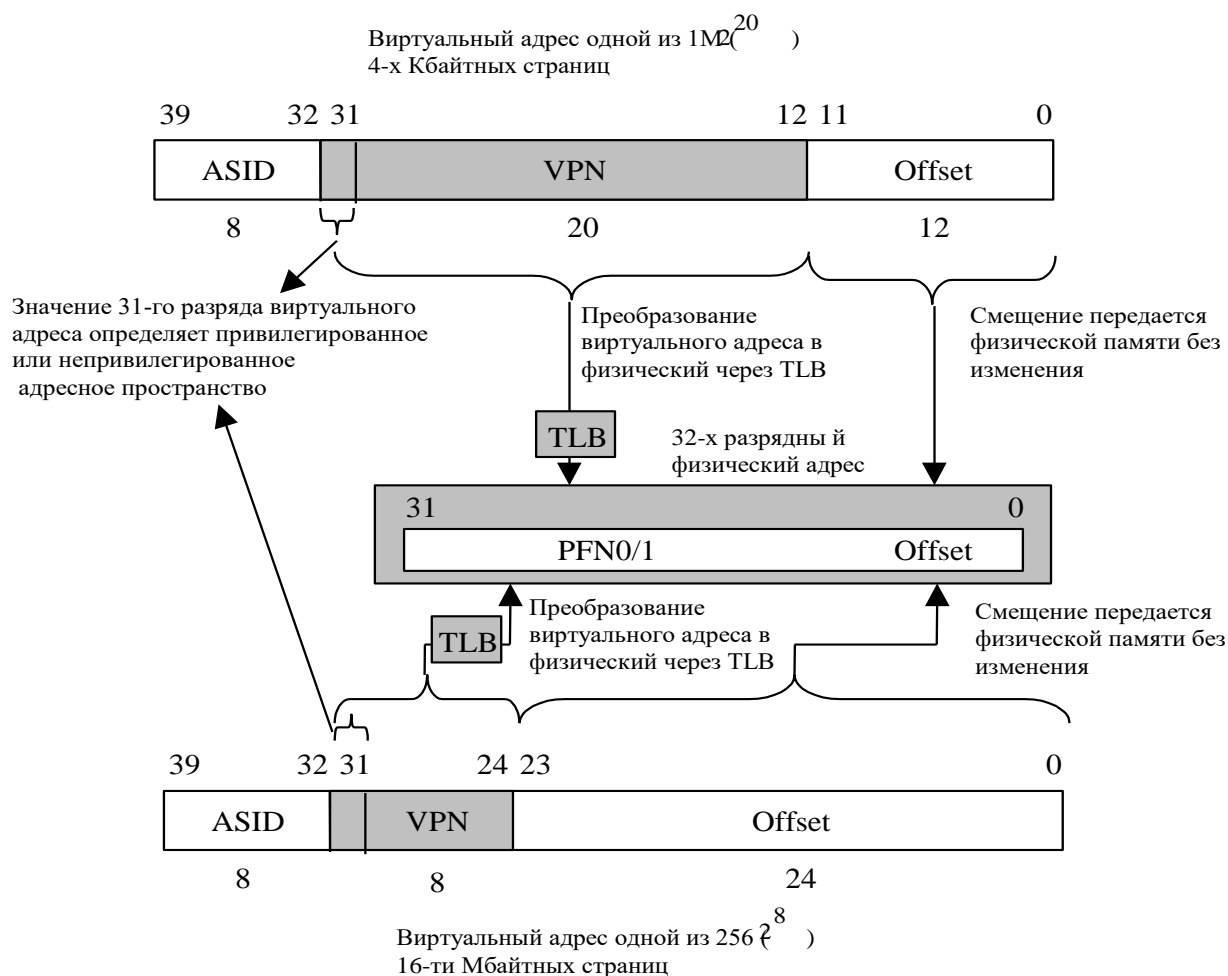 Виртуальный адрес одной из 1М(2^20)
4-х Кбайтных страниц
39 32 31 12 11 0
ASID VPN Offset
8 20 12
Значение 31-го разряда виртуального
адреса определяет привилегированное
или непривилегированное
адресное пространство
Преобразование
виртуального адреса в
физический через TLB
Смещение передается
физической памяти без
изменения
TLB
32-х разрядны й
физический адрес
31 0
PFN0/1 Offset
TLB
Преобразование
виртуального адреса в
физический через TLB
Смещение передается
физической памяти без
изменения
39 32 31 24 23 0
ASID VPN Offset
8 8 24
Виртуальный адрес одной из 256 (2^8)
16-ти Мбайтных страниц